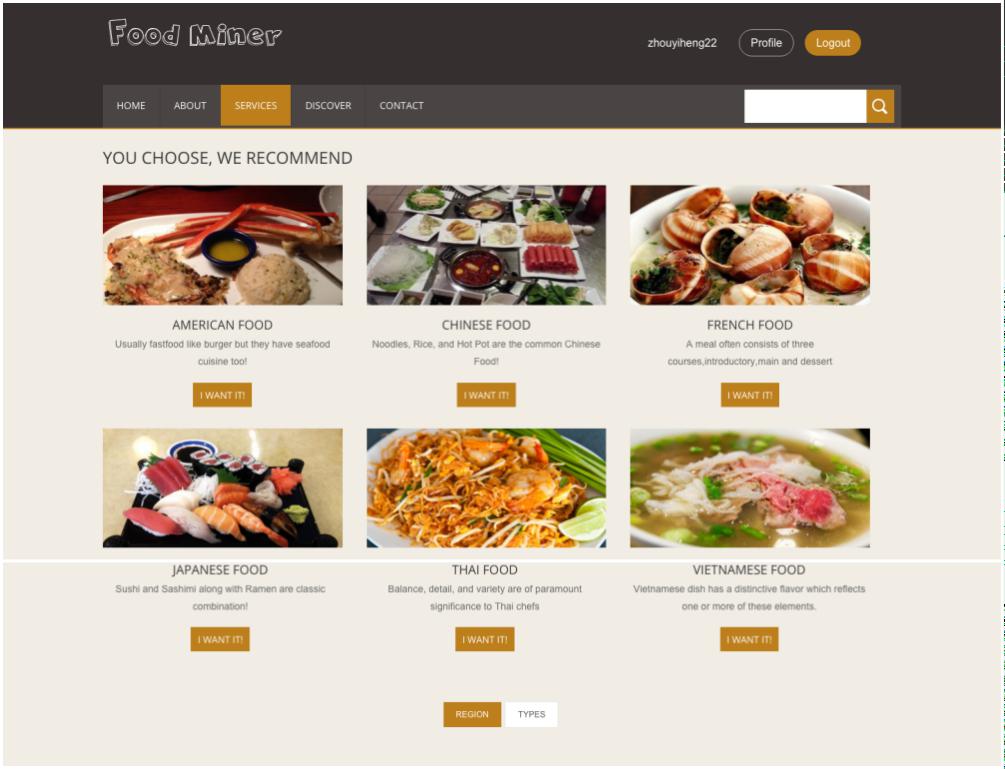 Food Miner
zhouyiheng22 Profile Logout
HOME ABOUT SERVICES DISCOVER CONTACT
YOU CHOOSE, WE RECOMMEND
AMERICAN FOOD
Usually fastfood like burger but they have seafood
cuisine too!
I WANT IT!
CHINESE FOOD
Noodles, Rice, and Hot Pot are the common Chinese
Food!
I WANT IT!
FRENCH FOOD
A meal often consists of three
courses,introductory,main and dessert
I WANT IT!
JAPANESE FOOD
Sushi and Sashimi along with Ramen are classic
combination!
I WANT IT!
THAI FOOD
Balance, detail, and variety are of paramount
significance to Thai chefs
I WANT IT!
VIETNAMESE FOOD
Vietnamese dish has a distinctive flavor which reflects
one or more of these elements.
I WANT IT!
REGION TYPES